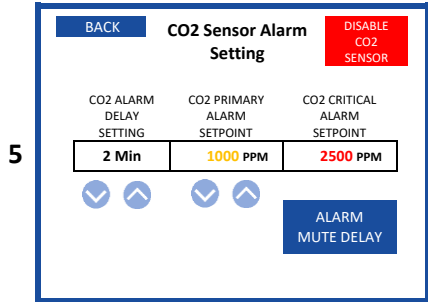 BACK
CO2 Sensor Alarm
Setting
DISABLE
CO2
SENSOR
CO2 ALARM
DELAY
SETTING
CO2 PRIMARY
ALARM
SETPOINT
CO2 CRITICAL
ALARM
SETPOINT
5
2 Min
1000 PPM
2500 PPM
ALARM
MUTE DELAY